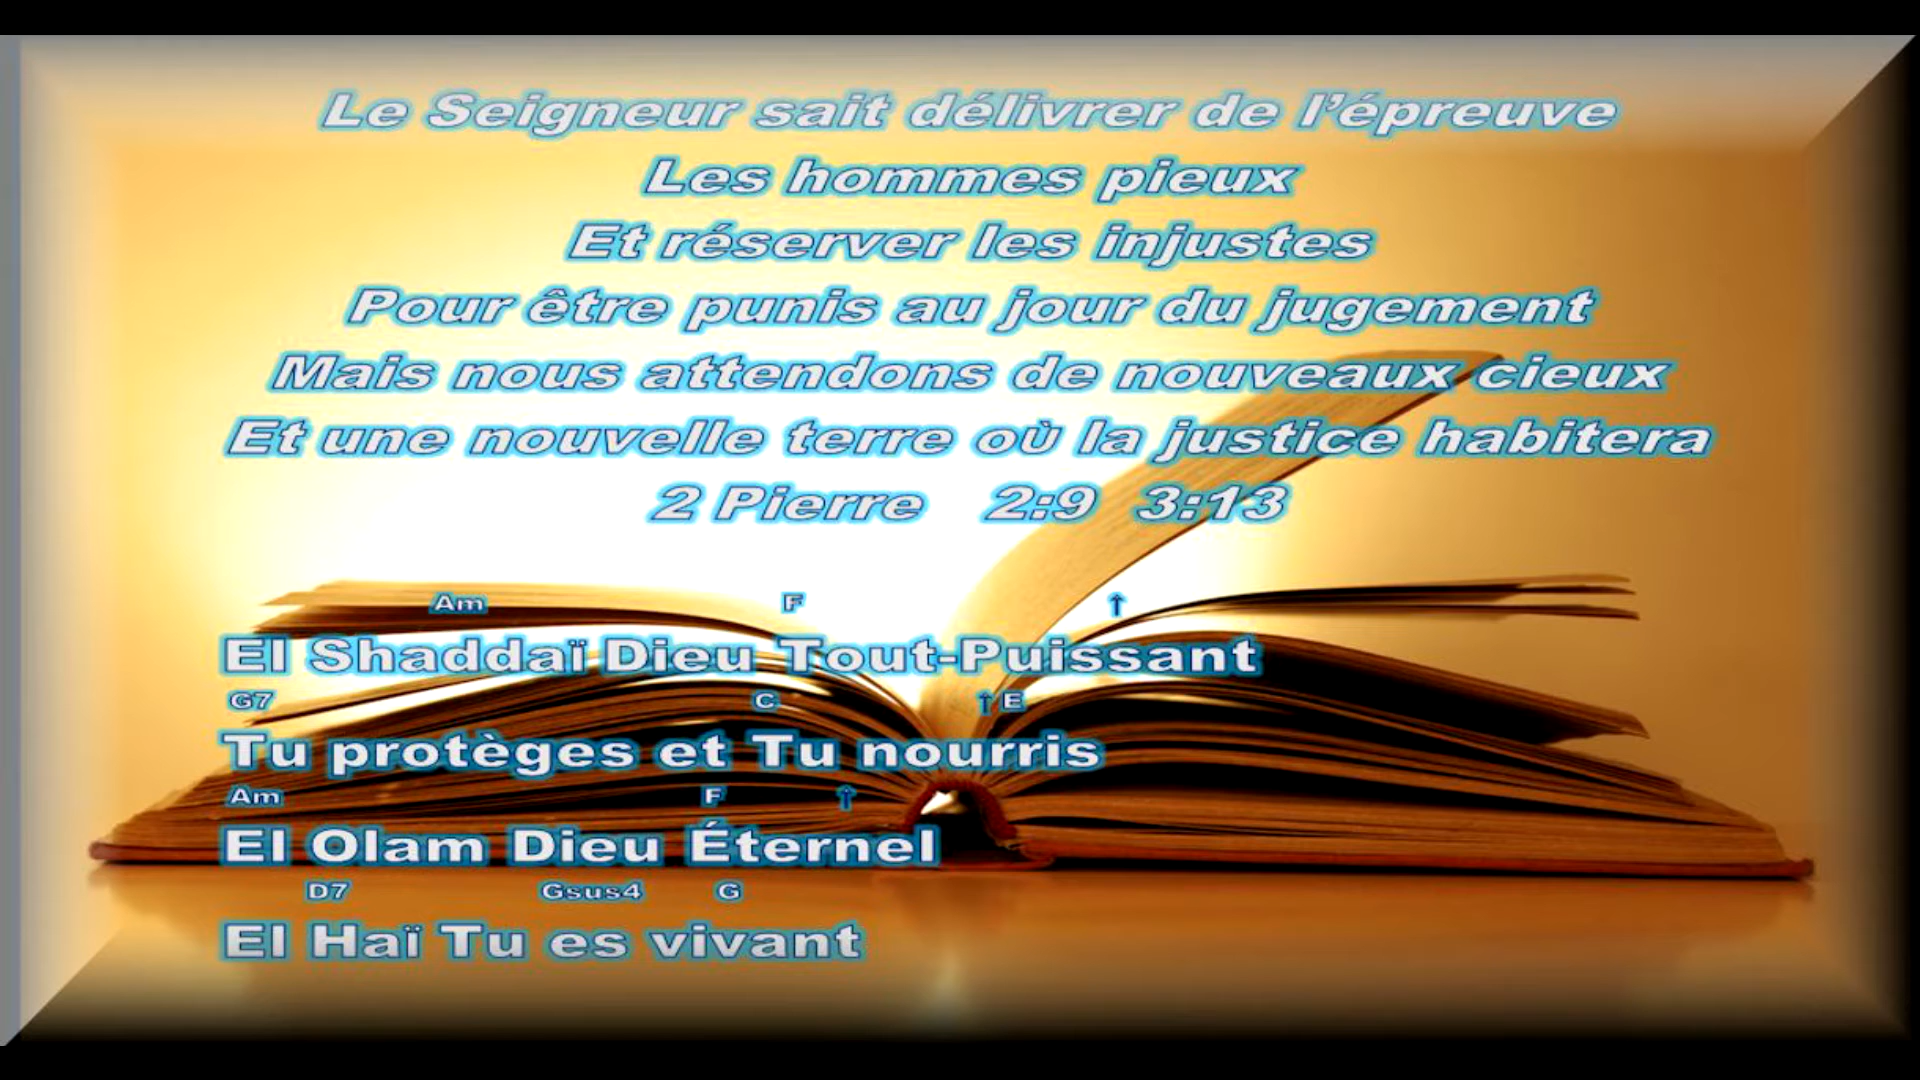 Le Seigneur sait délivrer de l’épreuve
Les hommes pieux
Et réserver les injustes
Pour être punis au jour du jugement
Mais nous attendons de nouveaux cieux
Et une nouvelle terre où la justice habitera
2 Pierre 2:9 3:13
Am F ↑
El Shaddaï Dieu Tout-Puissant
G7 C ↑ E
Tu protèges et Tu nourris
Am F ↑
El Olam Dieu Éternel
D7 Gsus4 G
El Haï Tu es vivant